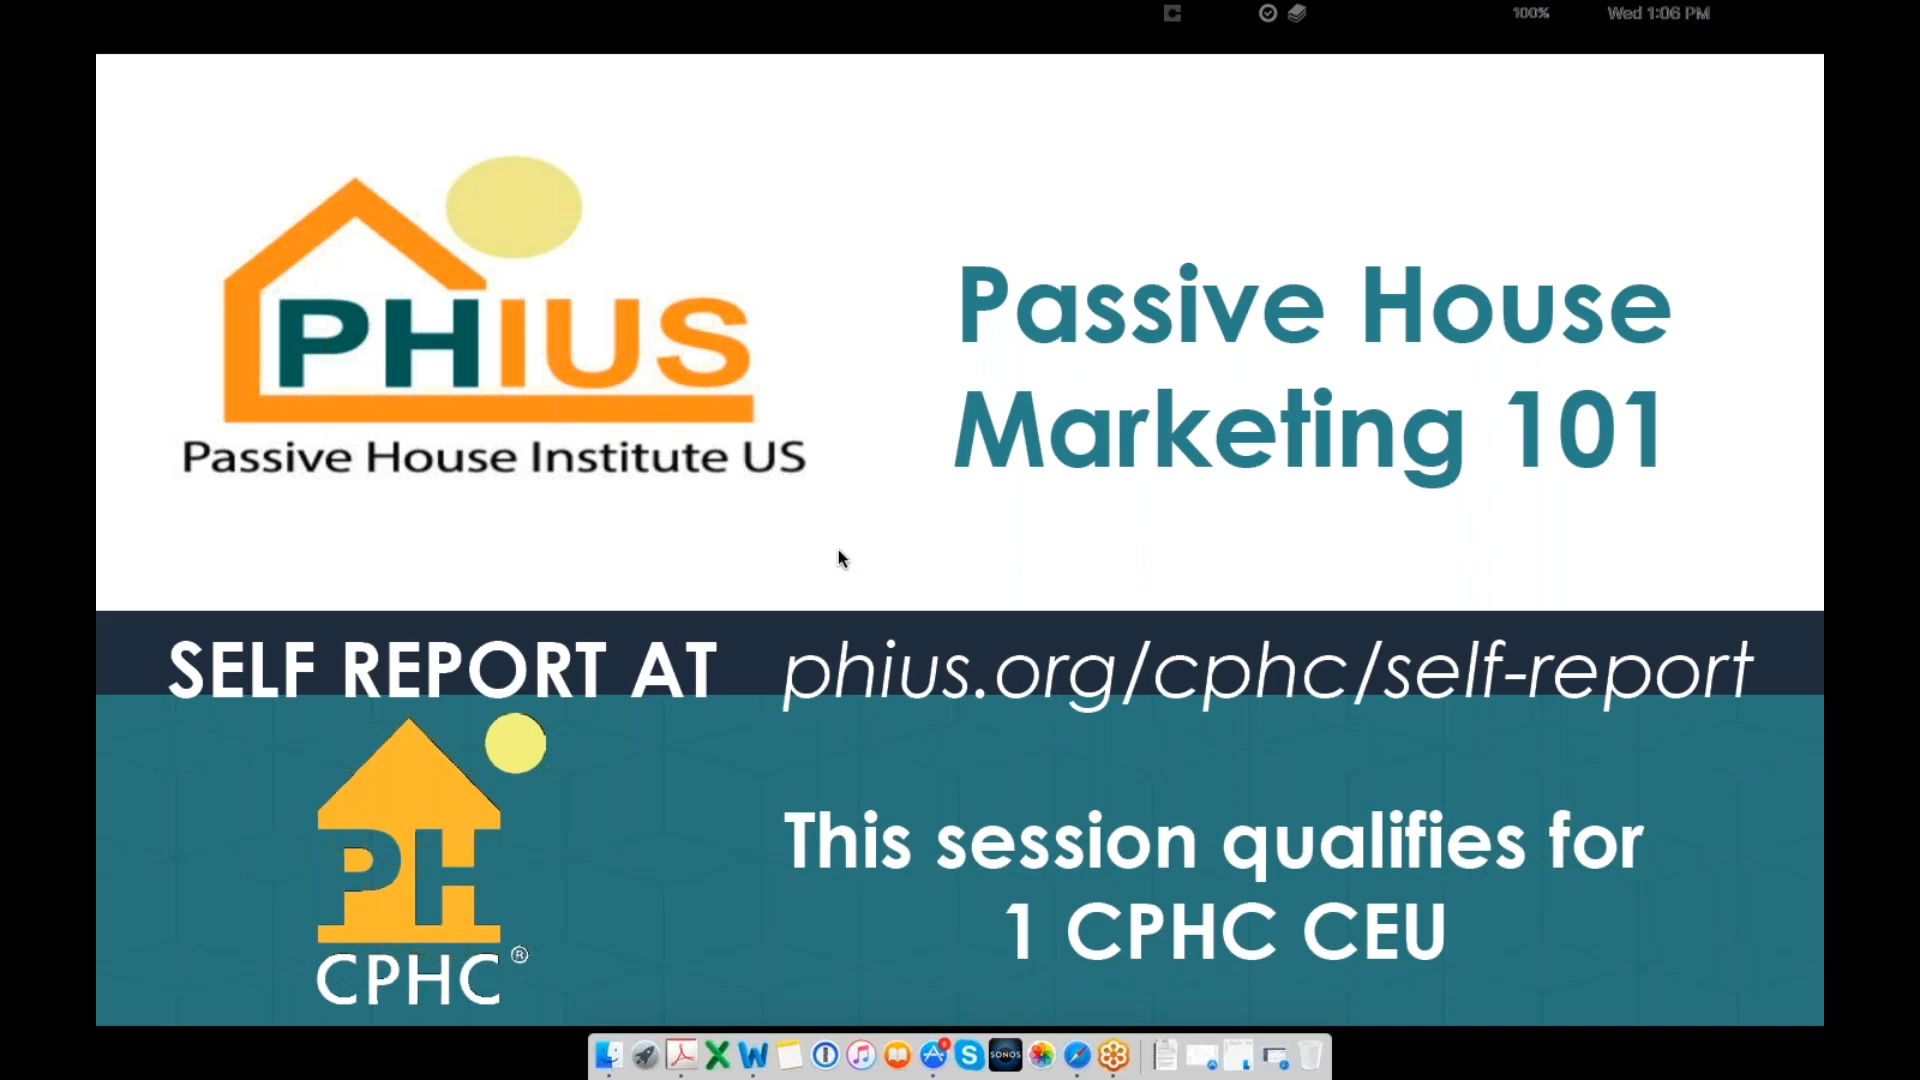 100% Wed 1:06 PM
PHIUS
Passive House Institute US
Passive House
Marketing 101
SELF REPORT AT phius.org/cphc/self-report
PH
CPHC ®
This session qualifies for
1 CPHC CEU
SONOS